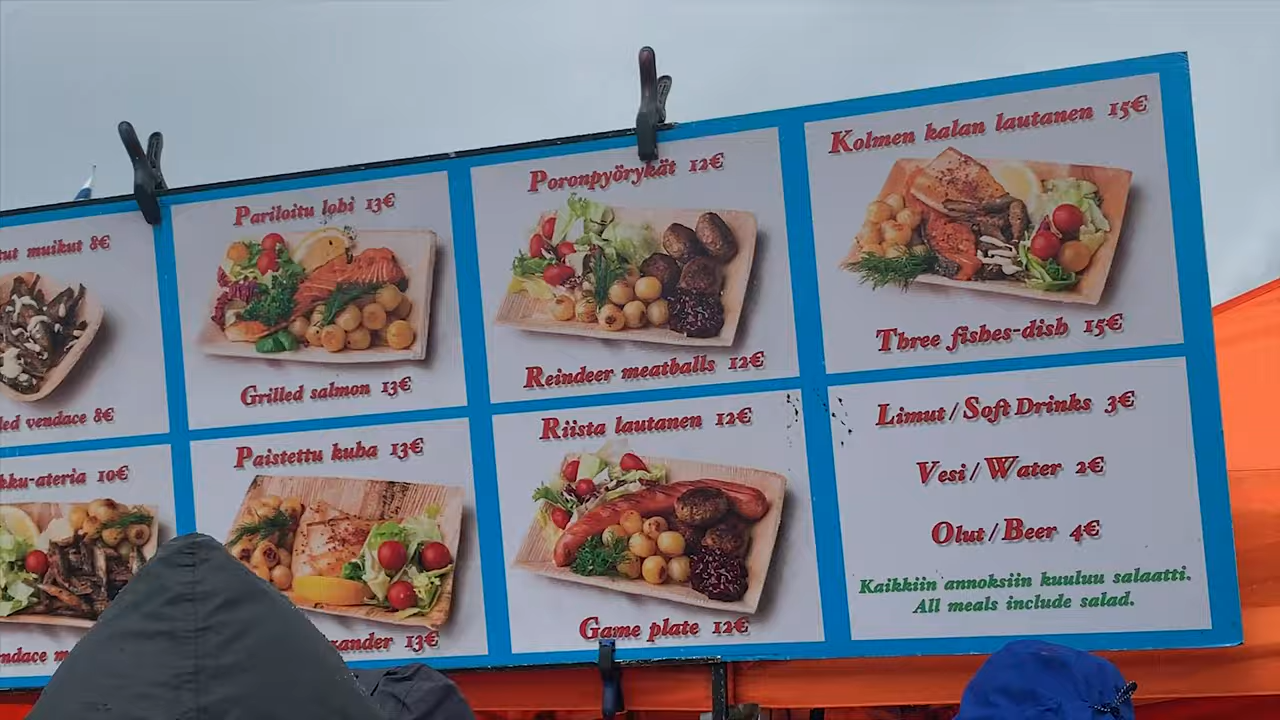 tut muikut 8€
led vendace 8€
kku-ateria 10€
ndace m
Pariloitu lohi 13€
Grilled salmon 13€
Paistettu kuha 13€
ander 13€
Poronpyörykät 12€
Reindeer meatballs 12€
Riista lautanen 12€
Game plate 12€
Kolmen kalan lautanen 15€
Three fishes-dish 15€
Limut / Soft Drinks 3€
Vesi / Water 2€
Olut / Beer 4€
Kaikkiin annoksiin kuuluu salaatti.
All meals include salad.